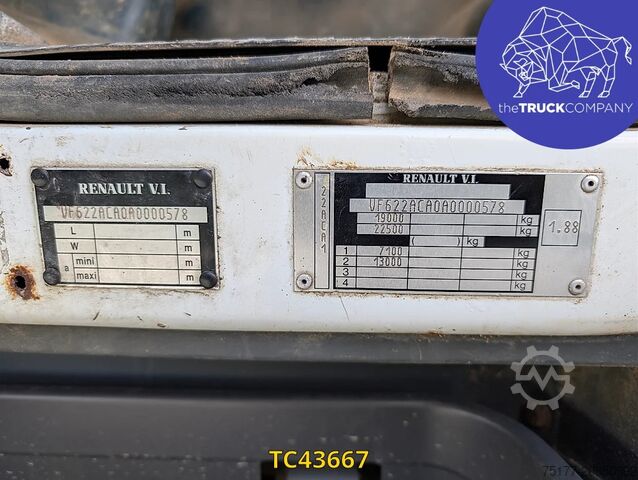 theTRUCKCOMPANY
RENAULT V.I.
VF622ACA0A0000578
L m
W m
a mini m
maxi m
22ACA1
RENAULT V.I.
VF622ACA0A0000578
19000 kg
22500 kg
( ) kg
1 7100 kg
2 13000 kg
3 kg
4 kg
1.88
TC43667